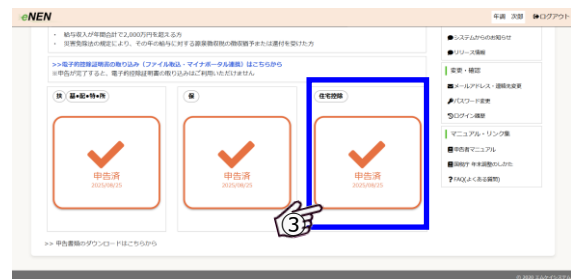 eNEN
年調 次郎 ログアウト
・ 給与収入が年間合計で2,000万円を超える方
・ 災害免除法の規定により、その年の給与に対する源泉徴収税の徴収猶予または還付を受けた方
>>電子的控除証明書の取り込み（ファイル取込・マイナポータル連携）はこちらから
※申告が完了すると、電子的控除証明書の取り込みはご利用いただけません
扶 基•配•特•所
保
住宅控除
申告済
2025/08/25
申告済
2025/08/25
申告済
2025/08/25
③
>> 申告書類のダウンロードはこちらから
システムからのお知らせ
リリース情報
変更・確認
メールアドレス・連絡先変更
パスワード変更
ログイン履歴
マニュアル・リンク集
申告者マニュアル
国税庁 年末調整のしかた
FAQ(よくある質問)